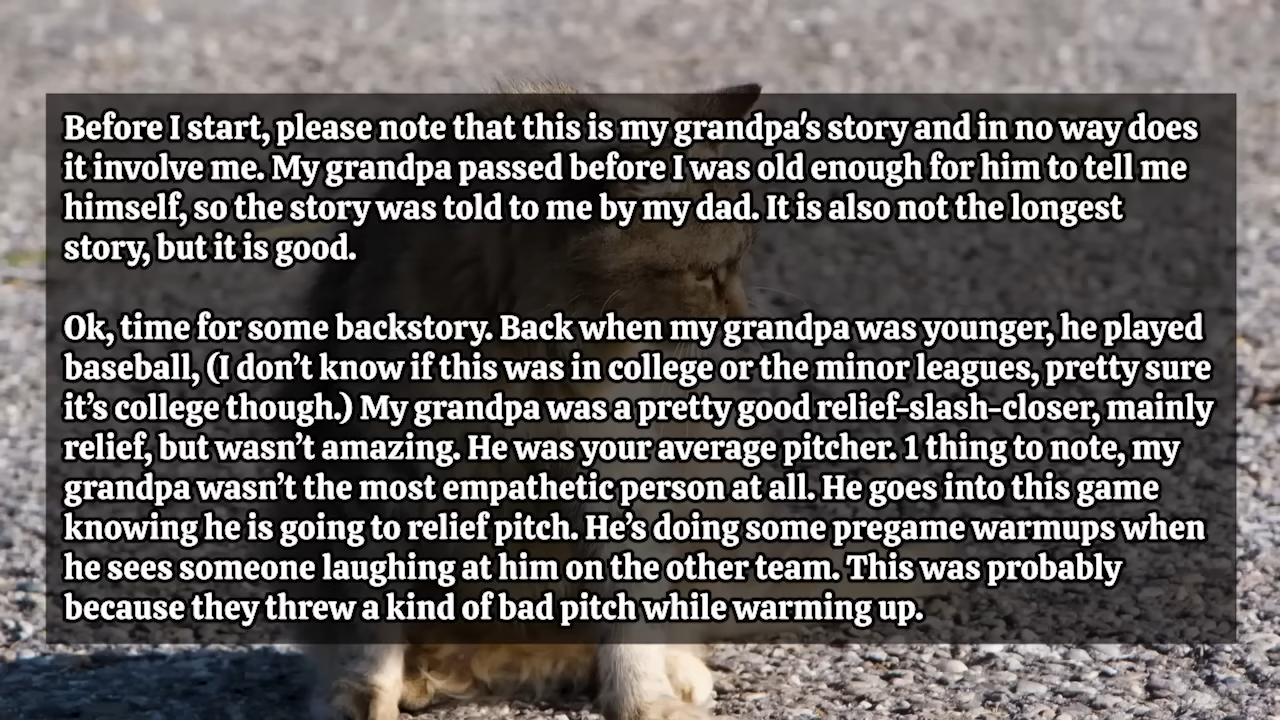 Before I start, please note that this is my grandpa's story and in no way does
it involve me. My grandpa passed before I was old enough for him to tell me
himself, so the story was told to me by my dad. It is also not the longest
story, but it is good.
Ok, time for some backstory. Back when my grandpa was younger, he played
baseball, (I don’t know if this was in college or the minor leagues, pretty sure
it’s college though.) My grandpa was a pretty good relief-slash-closer, mainly
relief, but wasn’t amazing. He was your average pitcher. 1 thing to note, my
grandpa wasn’t the most empathetic person at all. He goes into this game
knowing he is going to relief pitch. He’s doing some pregame warmups when
he sees someone laughing at him on the other team. This was probably
because they threw a kind of bad pitch while warming up.